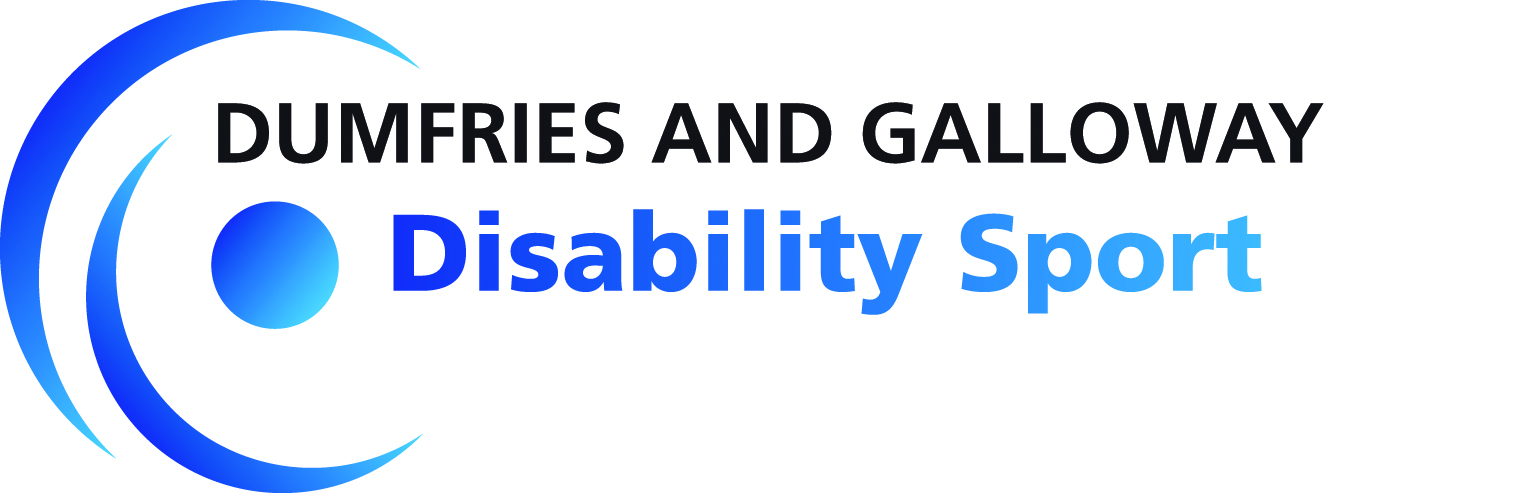 DUMFRIES AND GALLOWAY
Disability Sport